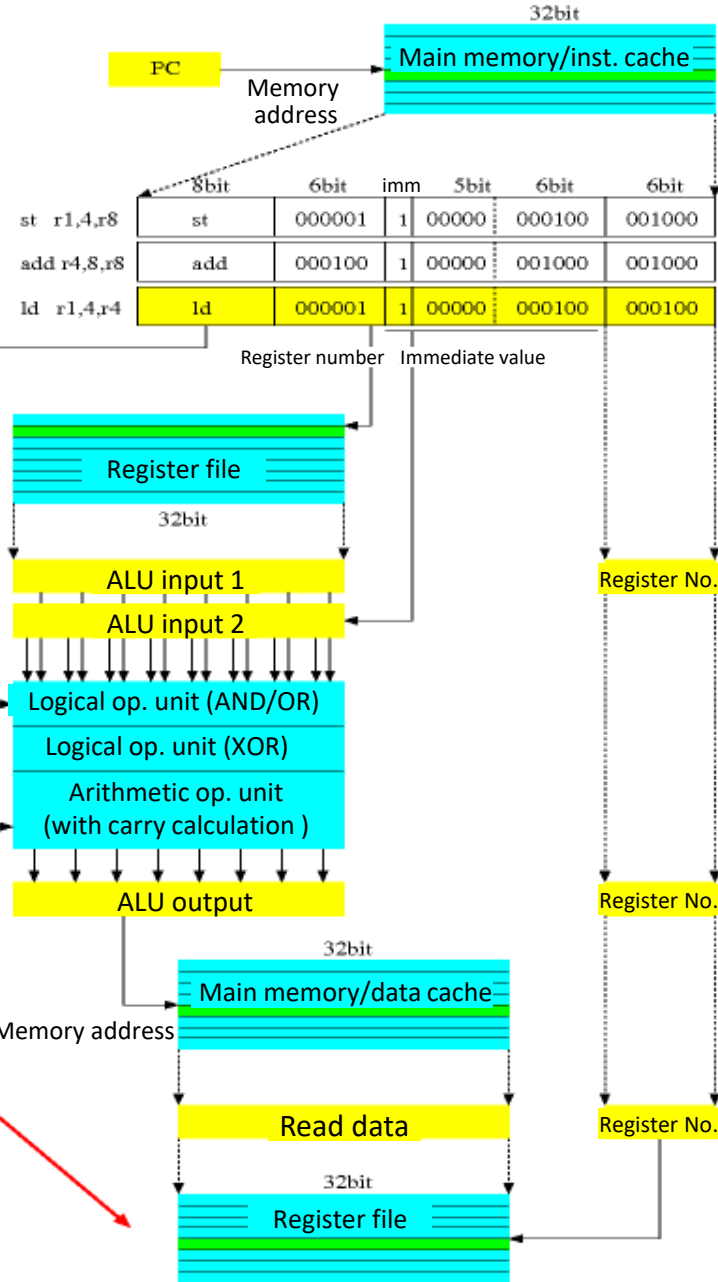 32bit
PC
Main memory/inst. cache
Memory
address
8bit 6bit imm 5bit 6bit 6bit
st r1,4,r8 st 000001 1 00000 000100 001000
add r4,8,r8 add 000100 1 00000 001000 001000
ld r1,4,r4 ld 000001 1 00000 000100 000100
Register number Immediate value
Register file
32bit
ALU input 1
Register No.
ALU input 2
Logical op. unit (AND/OR)
Logical op. unit (XOR)
Arithmetic op. unit
(with carry calculation )
ALU output
Register No.
32bit
Main memory/data cache
Memory address
Read data
Register No.
32bit
Register file